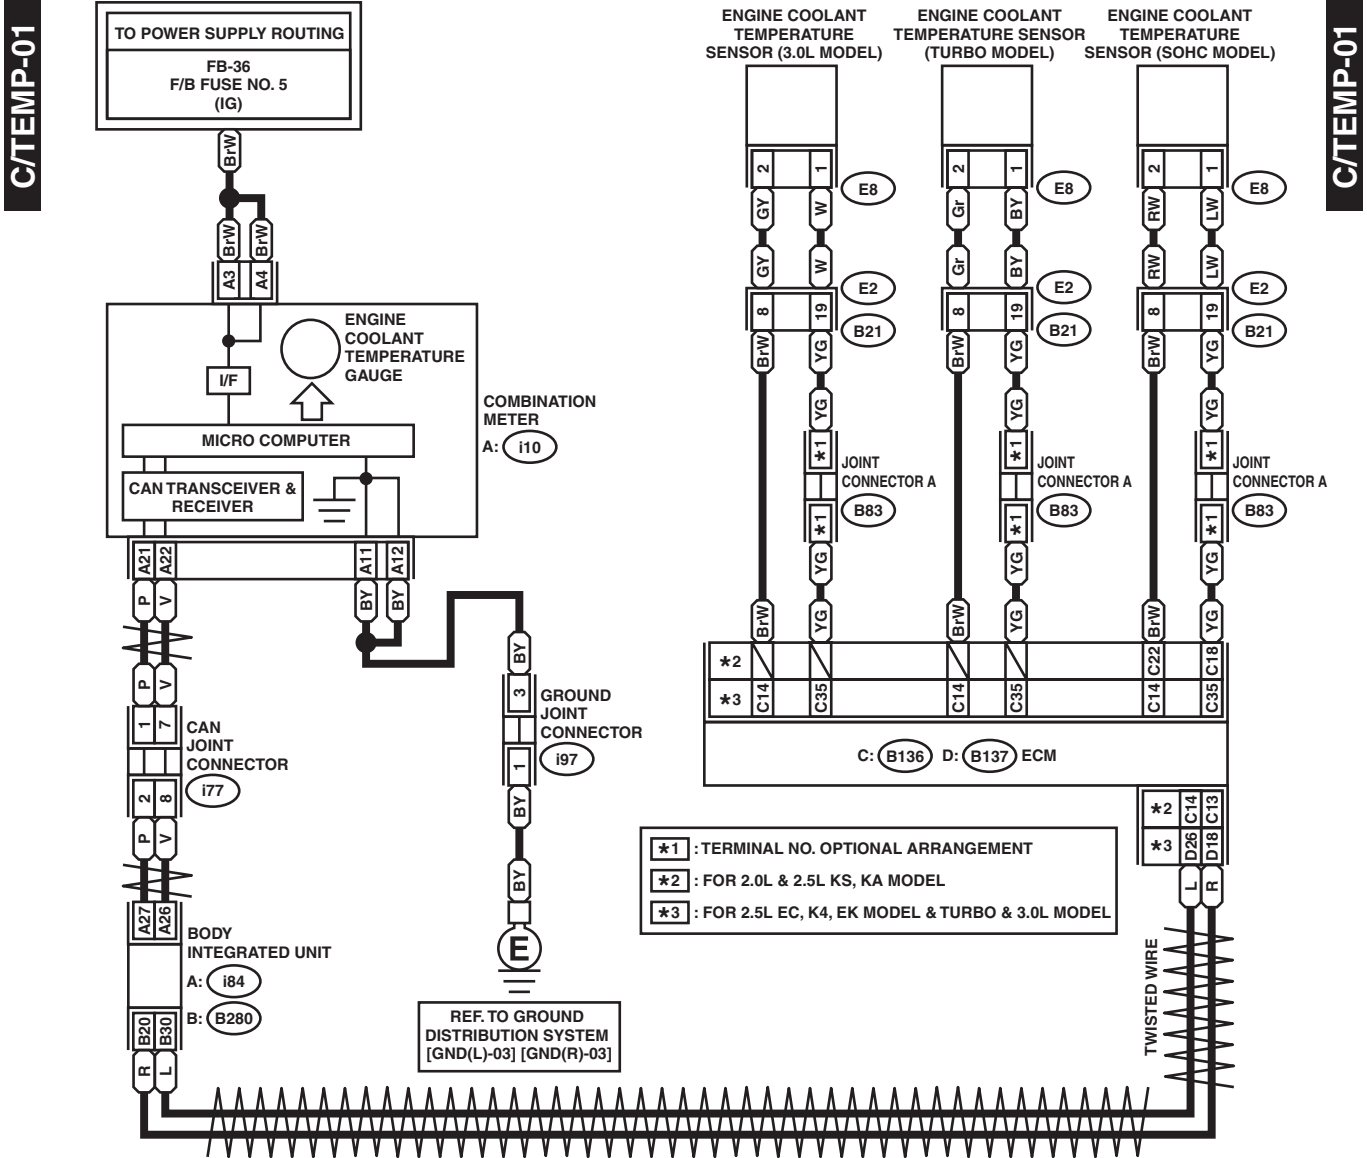 C/TEMP-01
TO POWER SUPPLY ROUTING
FB-36
F/B FUSE NO. 5
(IG)
BrW
BrW BrW
A3 A4
ENGINE
COOLANT
TEMPERATURE
GAUGE
I/F
MICRO COMPUTER
CAN TRANSCEIVER &
RECEIVER
COMBINATION
METER
A: i10
A21 A22 A11 A12
P V BY BY
P V
1 7
CAN
JOINT
CONNECTOR
i77
2 8
P V
A27 A26
BODY
INTEGRATED UNIT
A: i84
B: B280
B20 B30
R L
BY
3
GROUND
JOINT
CONNECTOR
i97
1
BY
BY
E
REF. TO GROUND
DISTRIBUTION SYSTEM
[GND(L)-03] [GND(R)-03]
ENGINE COOLANT
TEMPERATURE
SENSOR (3.0L MODEL)
2 1
E8
GY W
GY W
E2
8 19
B21
BrW YG
YG
*1
JOINT
CONNECTOR A
*1
B83
YG
BrW YG
ENGINE COOLANT
TEMPERATURE SENSOR
(TURBO MODEL)
2 1
E8
Gr BY
Gr BY
E2
8 19
B21
BrW YG
YG
*1
JOINT
CONNECTOR A
*1
B83
YG
BrW YG
ENGINE COOLANT
TEMPERATURE
SENSOR (SOHC MODEL)
2 1
E8
RW LW
RW LW
E2
8 19
B21
BrW YG
YG
*1
JOINT
CONNECTOR A
*1
B83
YG
BrW YG
*2 C22 C18
*3 C14 C35 C14 C35 C14 C35
C: B136 D: B137 ECM
*2 C14 C13
*3 D26 D18
L R
TWISTED WIRE
*1 : TERMINAL NO. OPTIONAL ARRANGEMENT
*2 : FOR 2.0L & 2.5L KS, KA MODEL
*3 : FOR 2.5L EC, K4, EK MODEL & TURBO & 3.0L MODEL
C/TEMP-01